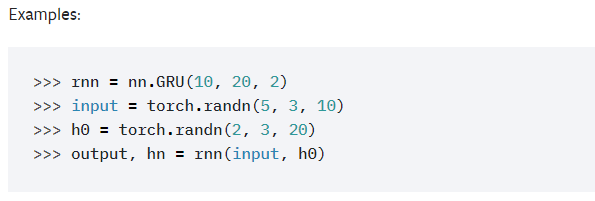 Examples:
>>> rnn = nn.GRU(10, 20, 2)
>>> input = torch.randn(5, 3, 10)
>>> h0 = torch.randn(2, 3, 20)
>>> output, hn = rnn(input, h0)